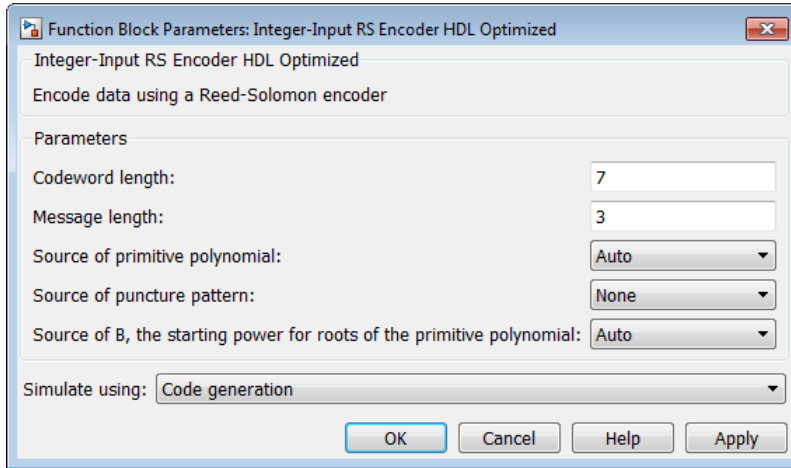 Function Block Parameters: Integer-Input RS Encoder HDL Optimized
Integer-Input RS Encoder HDL Optimized
Encode data using a Reed-Solomon encoder
Parameters
Codeword length: 7
Message length: 3
Source of primitive polynomial: Auto
Source of puncture pattern: None
Source of B, the starting power for roots of the primitive polynomial: Auto
Simulate using: Code generation
OK Cancel Help Apply